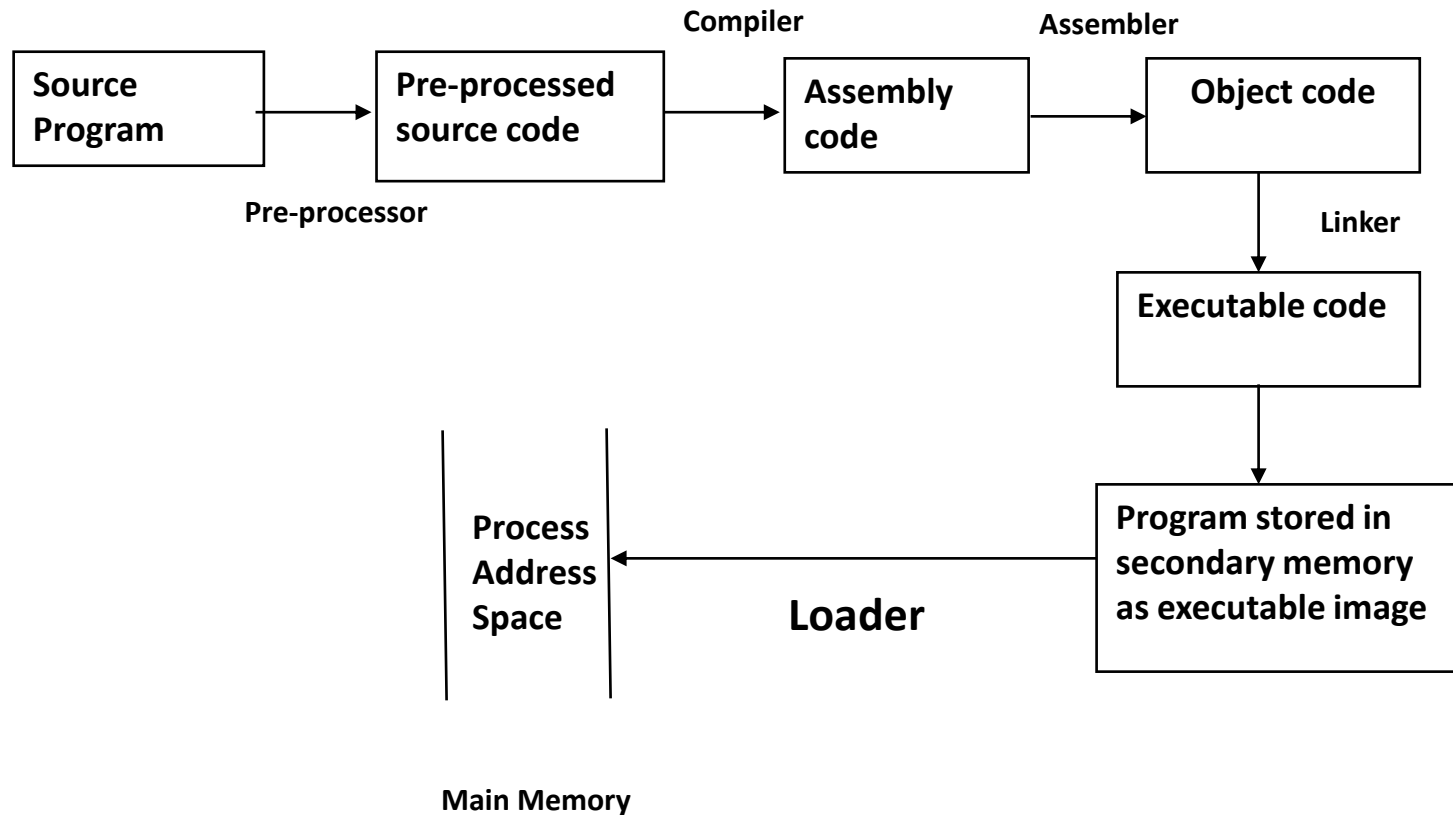 Compiler
Assembler
Source
Program
Pre-processed
source code
Assembly
code
Object code
Pre-processor
Linker
Executable code
Process
Address
Space
Loader
Program stored in
secondary memory
as executable image
Main Memory